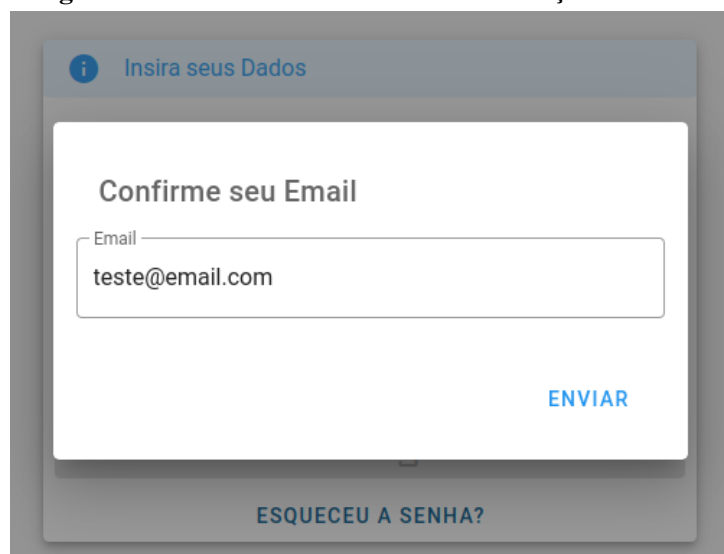 Insira seus Dados
Confirme seu Email
Email
teste@email.com
ENVIAR
ESQUECEU A SENHA?